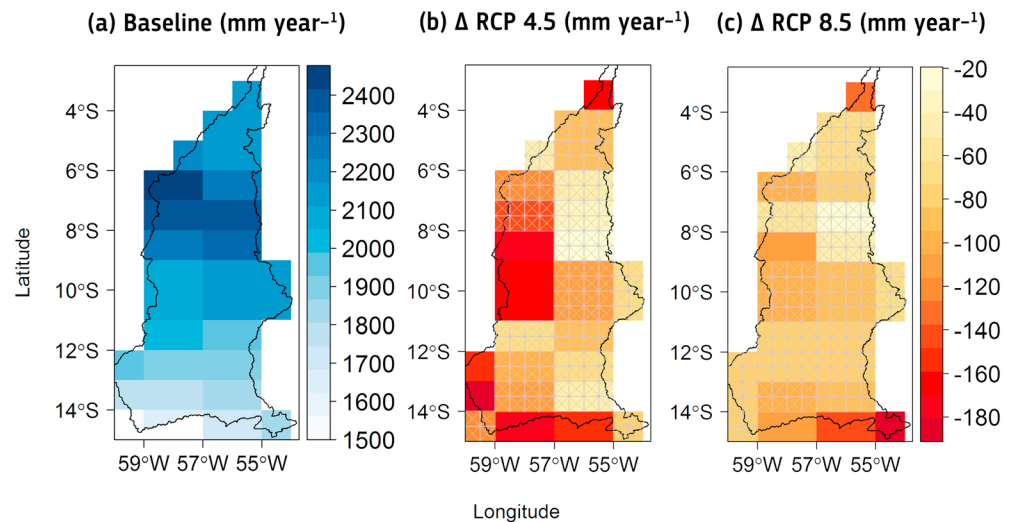 (a) Baseline (mm year⁻¹)
(b) Δ RCP 4.5 (mm year⁻¹)
(c) Δ RCP 8.5 (mm year⁻¹)
Latitude
4°S
6°S
8°S
10°S
12°S
14°S
59°W 57°W 55°W
2400
2300
2200
2100
2000
1900
1800
1700
1600
1500
4°S
6°S
8°S
10°S
12°S
14°S
59°W 57°W 55°W
4°S
6°S
8°S
10°S
12°S
14°S
59°W 57°W 55°W
-20
-40
-60
-80
-100
-120
-140
-160
-180
Longitude